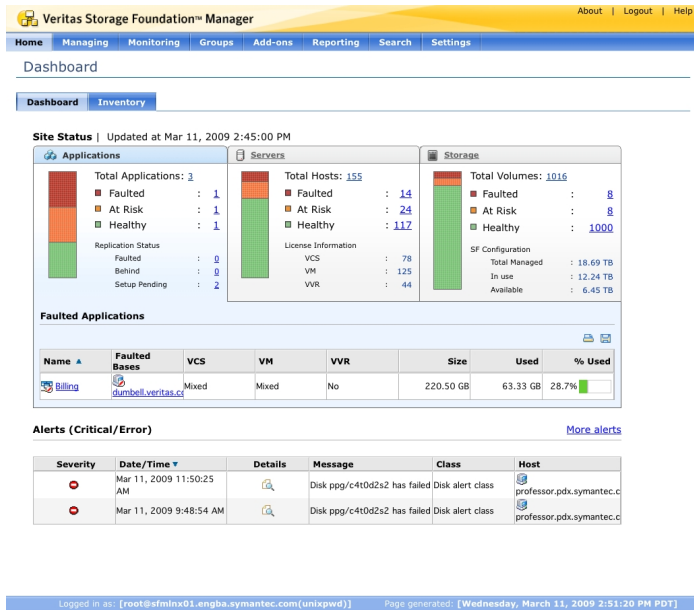 Veritas Storage Foundation™ Manager
About | Logout | Help
Home Managing Monitoring Groups Add-ons Reporting Search Settings
Dashboard
Dashboard Inventory
Site Status | Updated at Mar 11, 2009 2:45:00 PM
Applications
Total Applications: 3
Faulted : 1
At Risk : 1
Healthy : 1
Replication Status
Faulted : 0
Behind : 0
Setup Pending : 2
Servers
Total Hosts: 155
Faulted : 14
At Risk : 24
Healthy : 117
License Information
VCS : 78
VM : 125
VVR : 44
Storage
Total Volumes: 1016
Faulted : 8
At Risk : 8
Healthy : 1000
SF Configuration
Total Managed : 18.69 TB
In use : 12.24 TB
Available : 6.45 TB
Faulted Applications
Name Faulted Bases VCS VM VVR Size Used % Used
Billing dumbell.veritas.co Mixed Mixed No 220.50 GB 63.33 GB 28.7%
Alerts (Critical/Error)
More alerts
Severity Date/Time Details Message Class Host
Mar 11, 2009 11:50:25 AM Disk ppg/c4t0d2s2 has failed Disk alert class professor.pdx.symantec.c
Mar 11, 2009 9:48:54 AM Disk ppg/c4t0d2s2 has failed Disk alert class professor.pdx.symantec.c
Logged in as: [root@sfmlnx01.engba.symantec.com(unixpwd)] Page generated: [Wednesday, March 11, 2009 2:51:20 PM PDT]